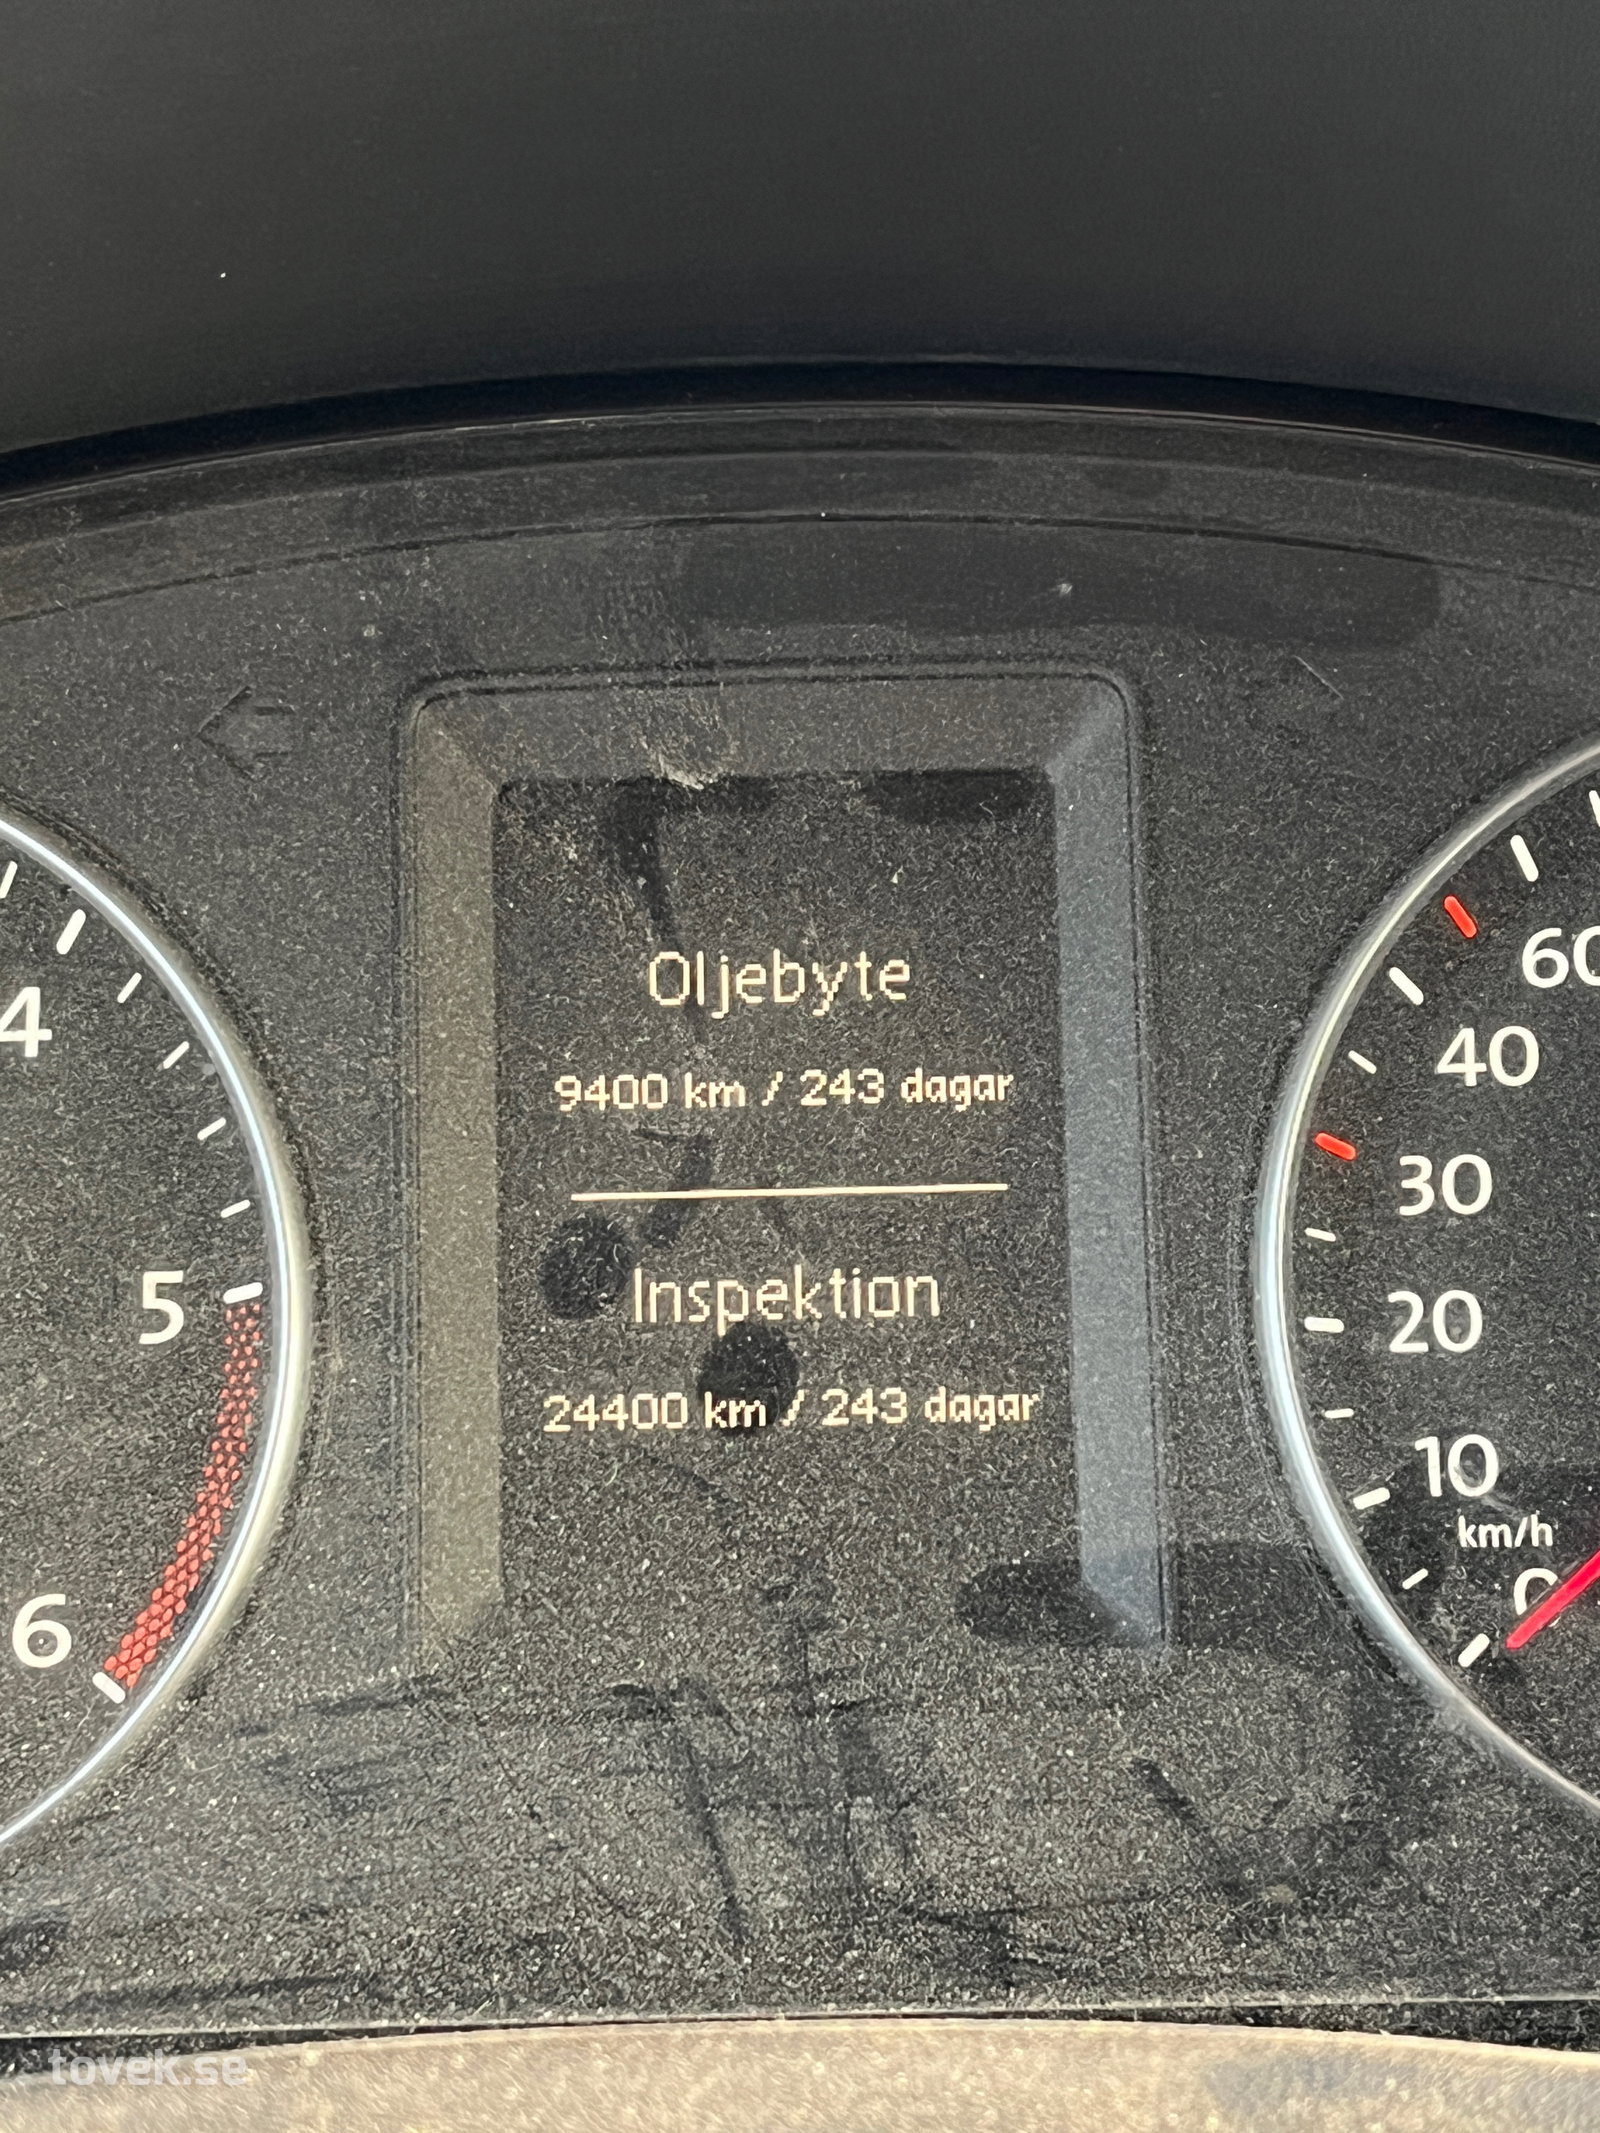 Oljebyte
9400 km / 243 dagar
Inspektion
24400 km / 243 dagar
4
5
6
60
40
30
20
10
km/h
0
tovek.se